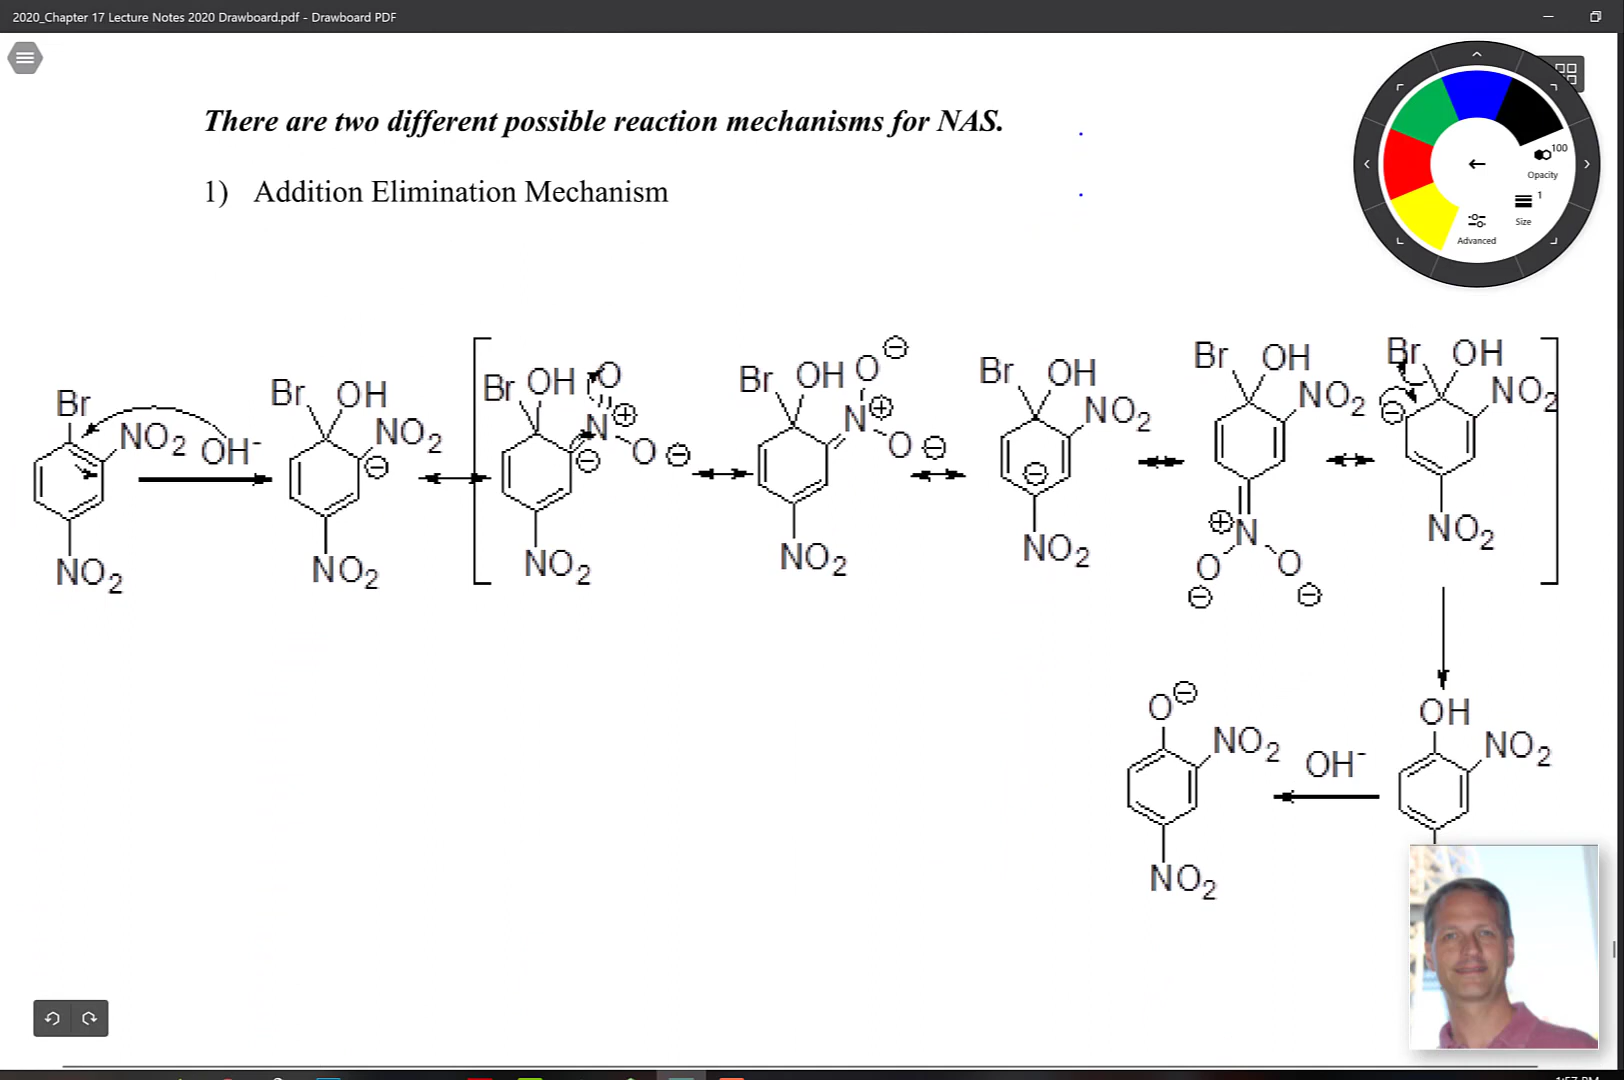 2020_Chapter 17 Lecture Notes 2020 Drawboard.pdf - Drawboard PDF
There are two different possible reaction mechanisms for NAS.
1) Addition Elimination Mechanism
100
Opacity
1
Size
Advanced
Br
NO2
OH-
NO2
Br OH
NO2
⊖
NO2
Br OH O
N ⊕
⊖ O ⊖
NO2
Br OH O ⊖
N ⊕
O ⊖
NO2
Br OH
NO2
⊖
NO2
Br OH
NO2
⊕ N
O O
⊖ ⊖
Br OH
NO2
⊖
NO2
O ⊖
NO2
NO2
OH-
OH
NO2